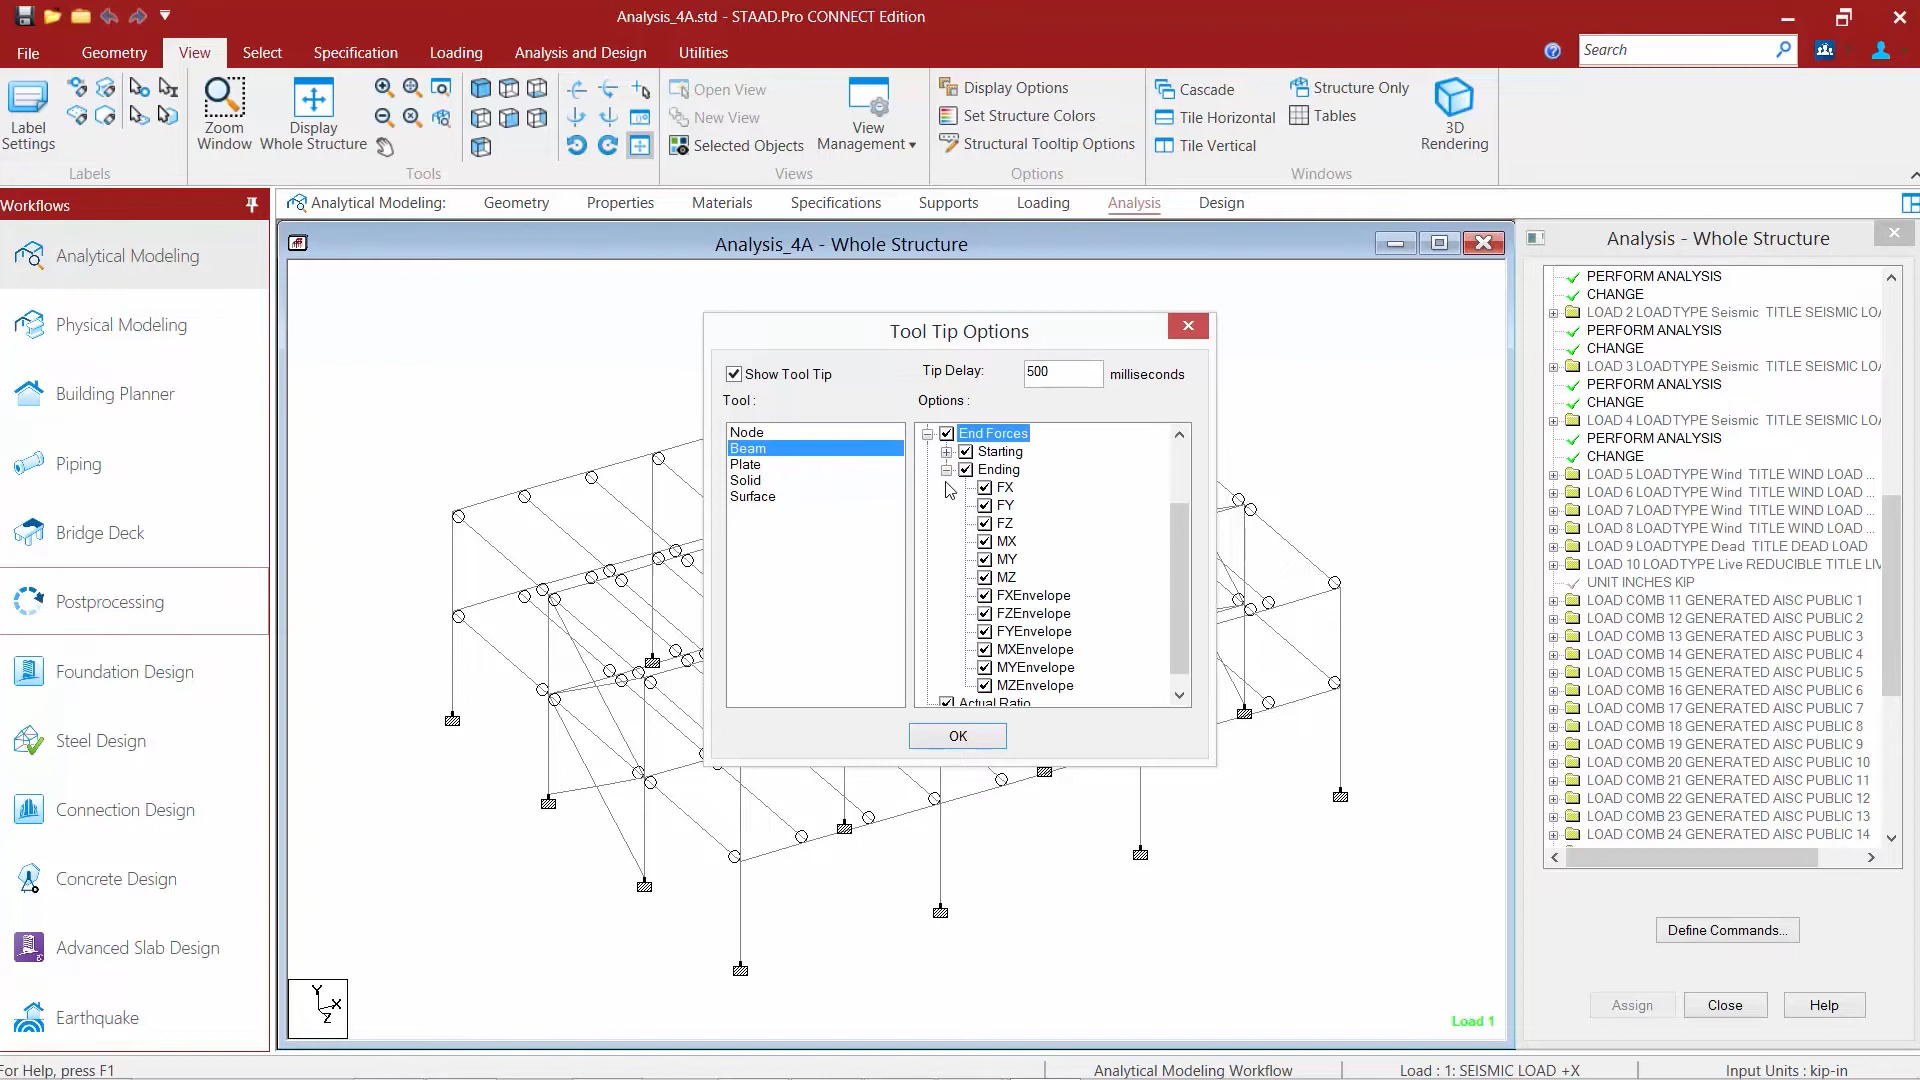 Analysis_4A.std - STAAD.Pro CONNECT Edition
File Geometry View Select Specification Loading Analysis and Design Utilities
Search
Label Settings
Zoom Window
Display Whole Structure
Open View
New View
Selected Objects
View Management
Display Options
Set Structure Colors
Structural Tooltip Options
Cascade
Tile Horizontal
Tile Vertical
Structure Only
Tables
3D Rendering
Labels Tools Views Options Windows
Workflows
Analytical Modeling: Geometry Properties Materials Specifications Supports Loading Analysis Design
Analytical Modeling
Physical Modeling
Building Planner
Piping
Bridge Deck
Postprocessing
Foundation Design
Steel Design
Connection Design
Concrete Design
Advanced Slab Design
Earthquake
Analysis_4A - Whole Structure
Tool Tip Options
Show Tool Tip
Tip Delay: 500 milliseconds
Tool :
Options :
Node
Beam
Plate
Solid
Surface
End Forces
Starting
Ending
FX
FY
FZ
MX
MY
MZ
FXEnvelope
FZEnvelope
FYEnvelope
MXEnvelope
MYEnvelope
MZEnvelope
Actual Ratio
OK
Y
X
Z
Load 1
Analysis - Whole Structure
PERFORM ANALYSIS
CHANGE
LOAD 2 LOADTYPE Seismic TITLE SEISMIC LOA
PERFORM ANALYSIS
CHANGE
LOAD 3 LOADTYPE Seismic TITLE SEISMIC LOA
PERFORM ANALYSIS
CHANGE
LOAD 4 LOADTYPE Seismic TITLE SEISMIC LOA
PERFORM ANALYSIS
CHANGE
LOAD 5 LOADTYPE Wind TITLE WIND LOAD ...
LOAD 6 LOADTYPE Wind TITLE WIND LOAD ...
LOAD 7 LOADTYPE Wind TITLE WIND LOAD ...
LOAD 8 LOADTYPE Wind TITLE WIND LOAD ...
LOAD 9 LOADTYPE Dead TITLE DEAD LOAD
LOAD 10 LOADTYPE Live REDUCIBLE TITLE LIV
UNIT INCHES KIP
LOAD COMB 11 GENERATED AISC PUBLIC 1
LOAD COMB 12 GENERATED AISC PUBLIC 2
LOAD COMB 13 GENERATED AISC PUBLIC 3
LOAD COMB 14 GENERATED AISC PUBLIC 4
LOAD COMB 15 GENERATED AISC PUBLIC 5
LOAD COMB 16 GENERATED AISC PUBLIC 6
LOAD COMB 17 GENERATED AISC PUBLIC 7
LOAD COMB 18 GENERATED AISC PUBLIC 8
LOAD COMB 19 GENERATED AISC PUBLIC 9
LOAD COMB 20 GENERATED AISC PUBLIC 10
LOAD COMB 21 GENERATED AISC PUBLIC 11
LOAD COMB 22 GENERATED AISC PUBLIC 12
LOAD COMB 23 GENERATED AISC PUBLIC 13
LOAD COMB 24 GENERATED AISC PUBLIC 14
Define Commands...
Assign Close Help
For Help, press F1
Analytical Modeling Workflow
Load : 1: SEISMIC LOAD +X
Input Units : kip-in